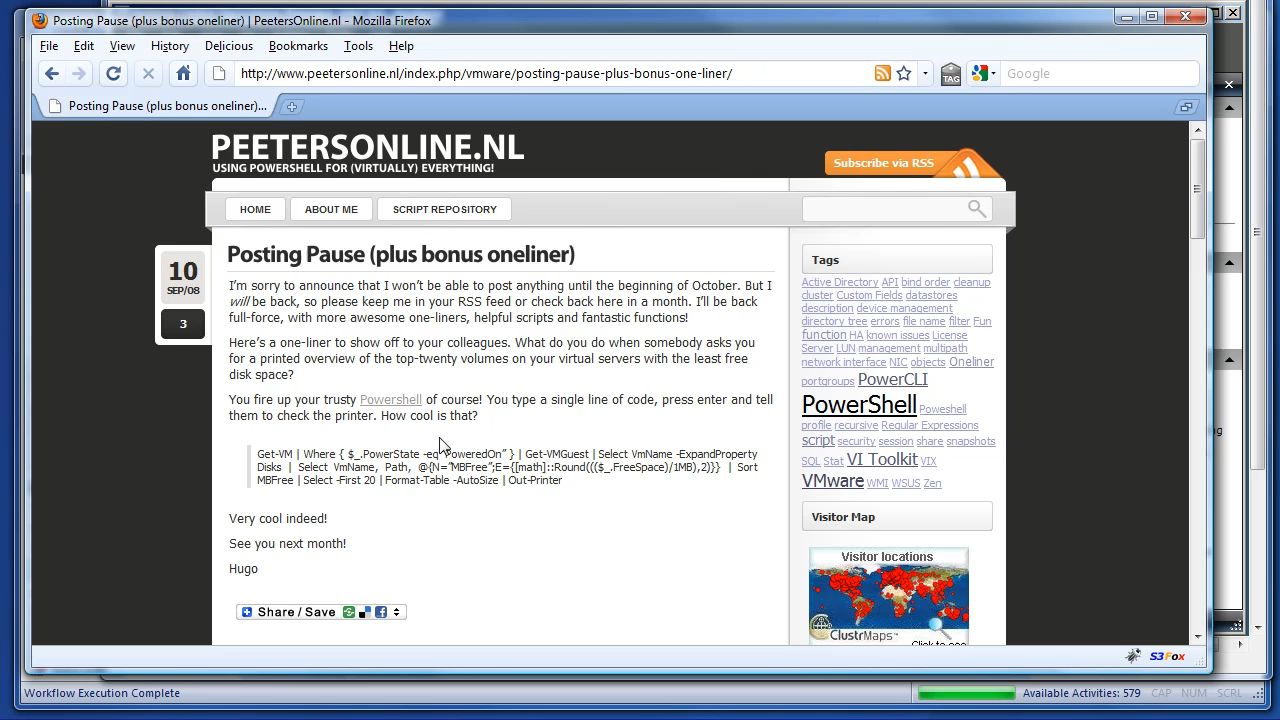 Posting Pause (plus bonus oneliner) | PeetersOnline.nl - Mozilla Firefox
File Edit View History Delicious Bookmarks Tools Help
http://www.peetersonline.nl/index.php/vmware/posting-pause-plus-bonus-one-liner/
TAG
Google
Posting Pause (plus bonus oneliner)...
PEETERSONLINE.NL
USING POWERSHELL FOR (VIRTUALLY) EVERYTHING!
Subscribe via RSS
HOME ABOUT ME SCRIPT REPOSITORY
10
SEP/08
3
Posting Pause (plus bonus oneliner)
I'm sorry to announce that I won't be able to post anything until the beginning of October. But I
will be back, so please keep me in your RSS feed or check back here in a month. I'll be back
full-force, with more awesome one-liners, helpful scripts and fantastic functions!
Here's a one-liner to show off to your colleagues. What do you do when somebody asks you
for a printed overview of the top-twenty volumes on your virtual servers with the least free
disk space?
You fire up your trusty Powershell of course! You type a single line of code, press enter and tell
them to check the printer. How cool is that?
Get-VM | Where { $_.PowerState -eq "PoweredOn" } | Get-VMGuest | Select VmName -ExpandProperty
Disks | Select VmName, Path, @{N="MBFree";E={[math]::Round((($_.FreeSpace)/1MB),2)}} | Sort
MBFree | Select -First 20 | Format-Table -AutoSize | Out-Printer
Very cool indeed!
See you next month!
Hugo
Share / Save
Tags
Active Directory API bind order cleanup
cluster Custom Fields datastores
description device management
directory tree errors file name filter Fun
function HA known issues License
Server LUN management multipath
network interface NIC objects Oneliner
portgroups PowerCLI
PowerShell Poweshell
profile recursive Regular Expressions
script security session share snapshots
SQL Stat VI Toolkit VIX
VMware WMI WSUS Zen
Visitor Map
Visitor locations
ClustrMaps™
S3Fox
Workflow Execution Complete
Available Activities: 579
CAP NUM SCRL